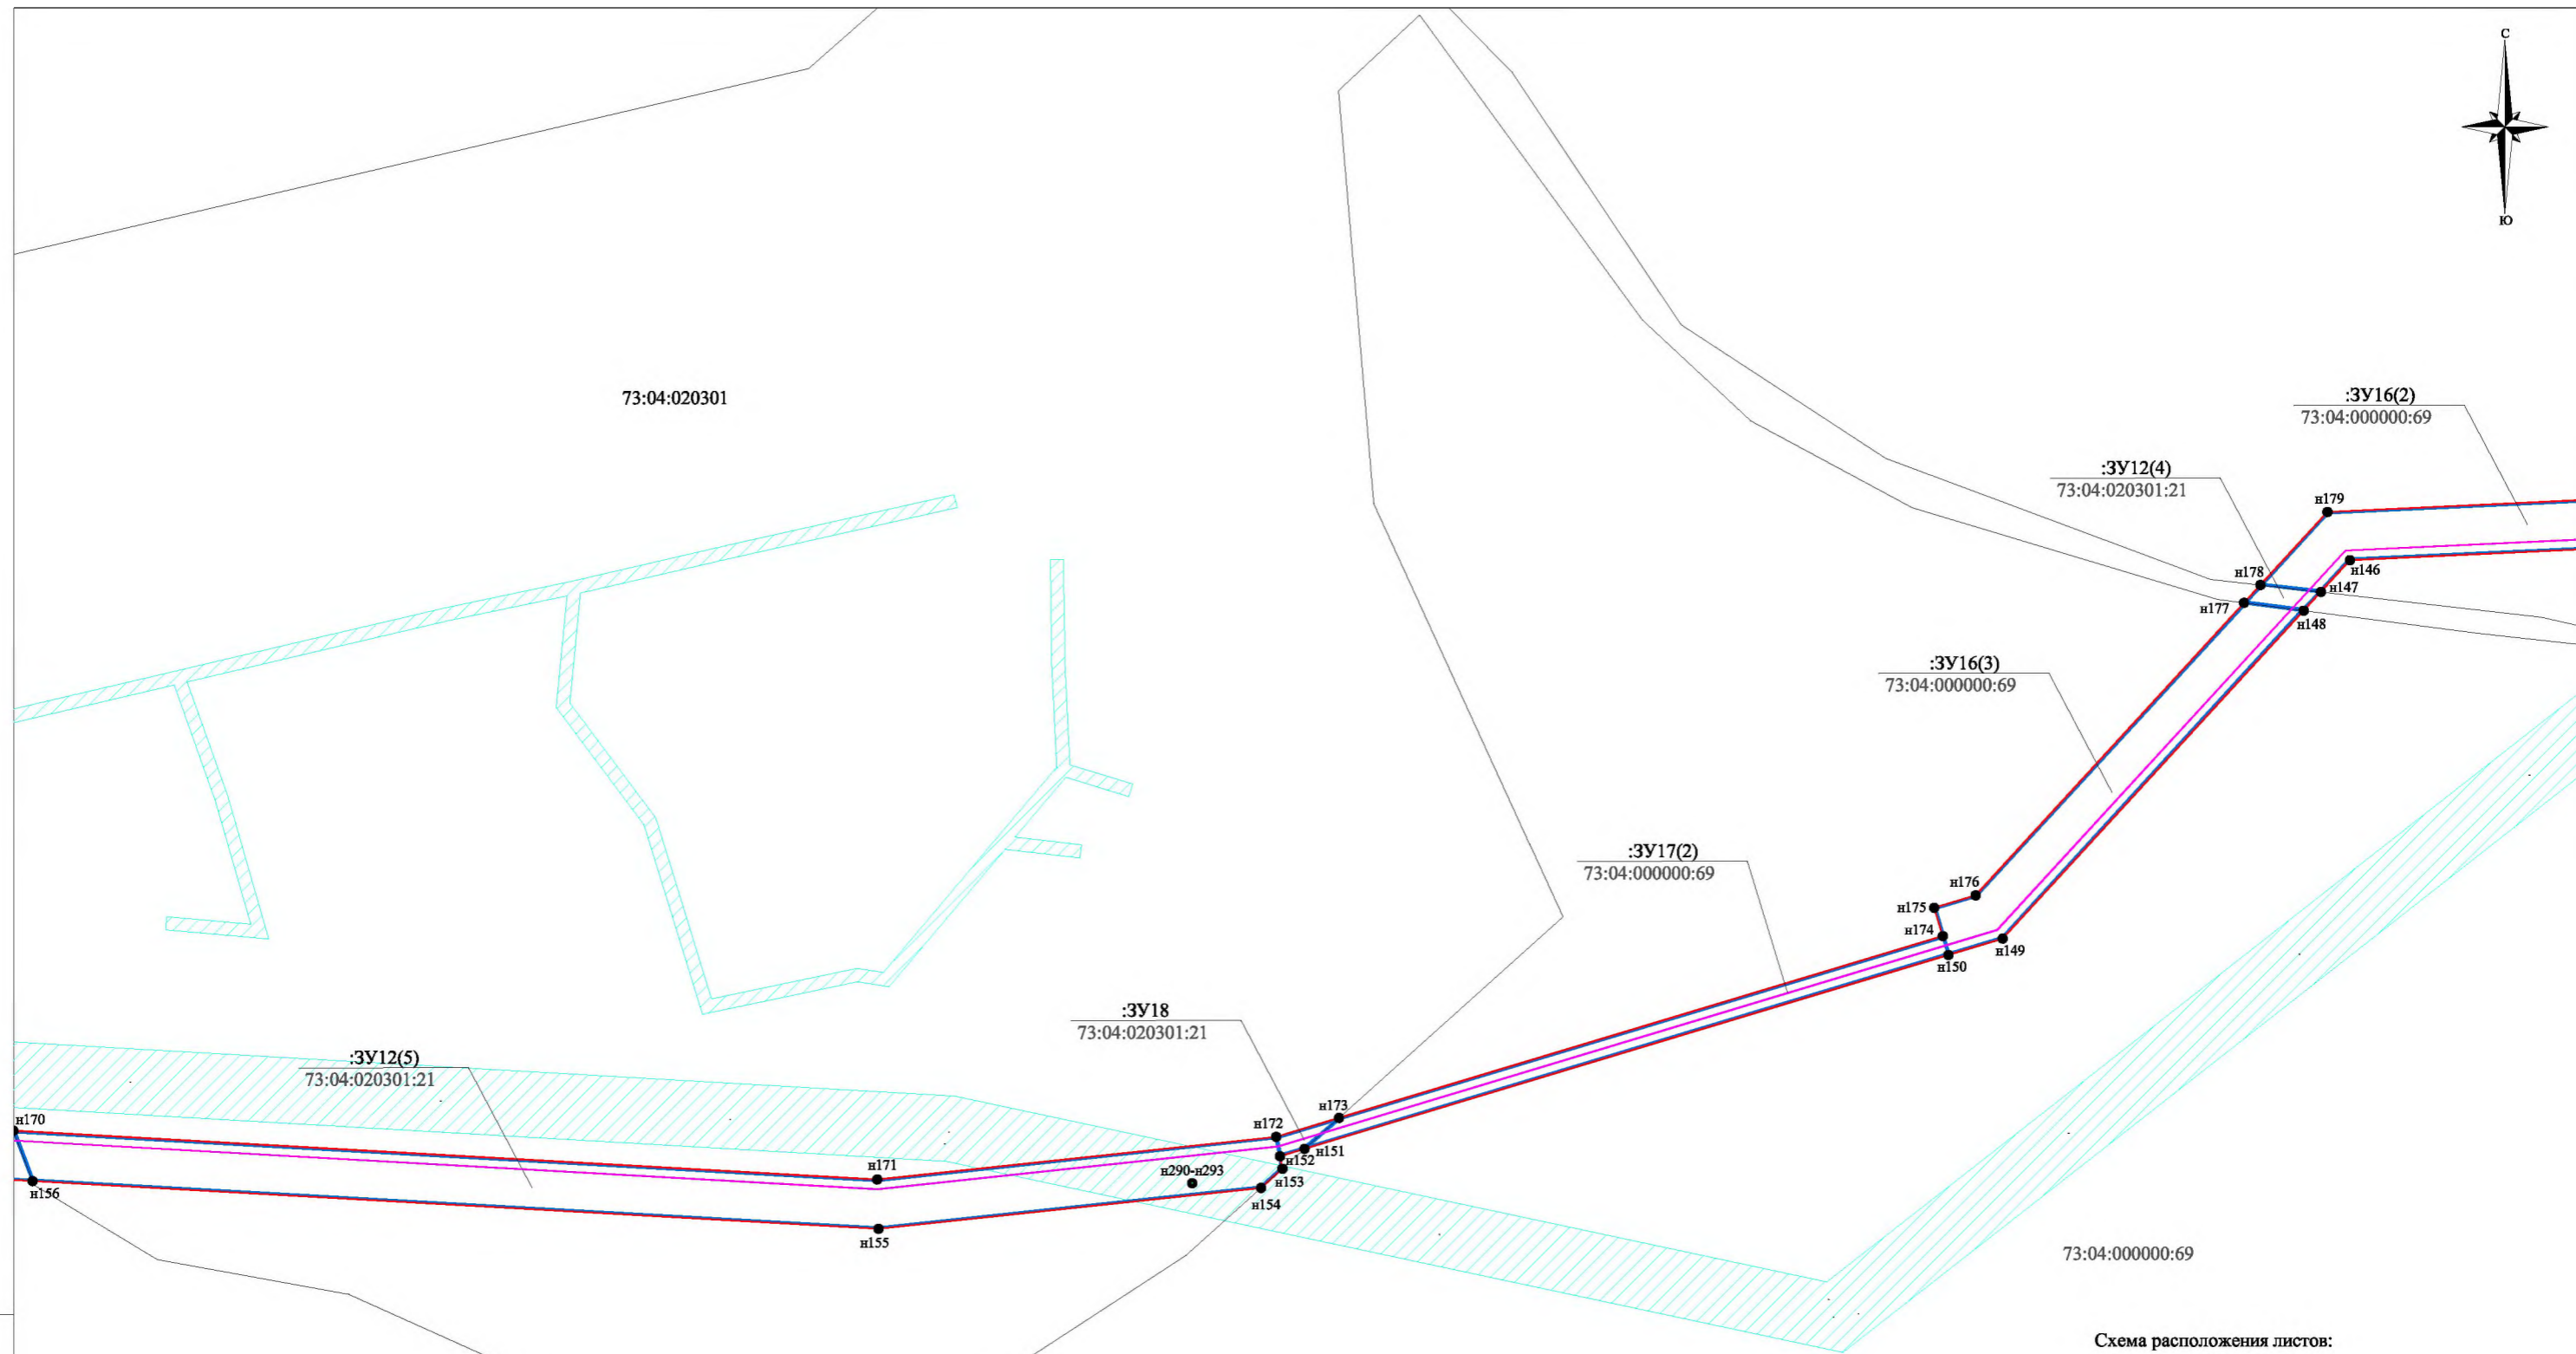 С
Ю
73:04:020301
:ЗУ16(2)
73:04:000000:69
:ЗУ12(4)
73:04:020301:21
н179
н146
н178
н147
н177
н148
:ЗУ16(3)
73:04:000000:69
:ЗУ17(2)
73:04:000000:69
н176
н175
н174
н149
н150
:ЗУ18
73:04:020301:21
:ЗУ12(5)
73:04:020301:21
н170
н173
н172
н151
н152
н171
н290-н293
н153
н156
н154
н155
73:04:000000:69
Схема расположения листов: